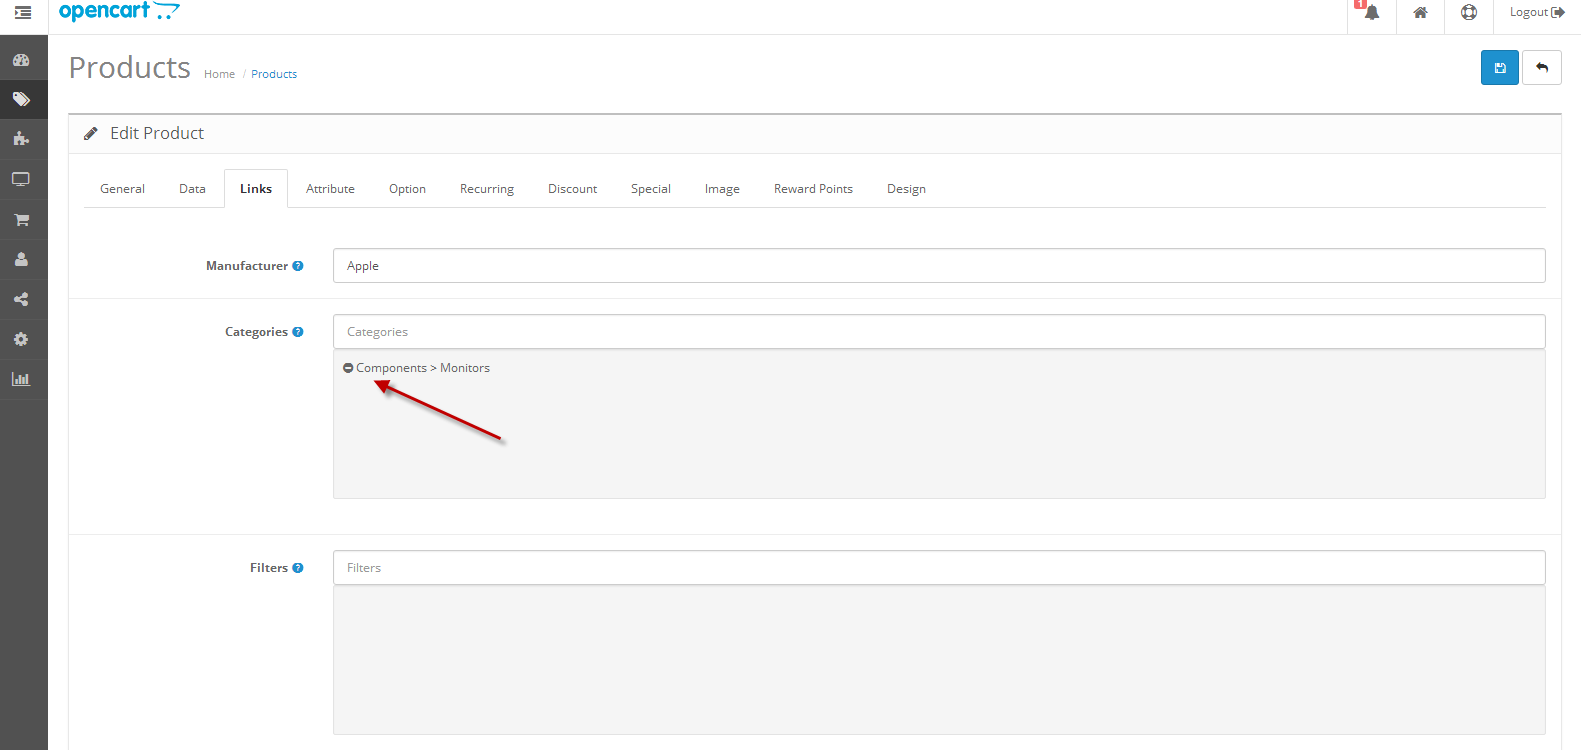 opencart
1
Logout
Products Home / Products
Edit Product
General Data Links Attribute Option Recurring Discount Special Image Reward Points Design
Manufacturer ? Apple
Categories ? Categories
Components > Monitors
Filters ? Filters